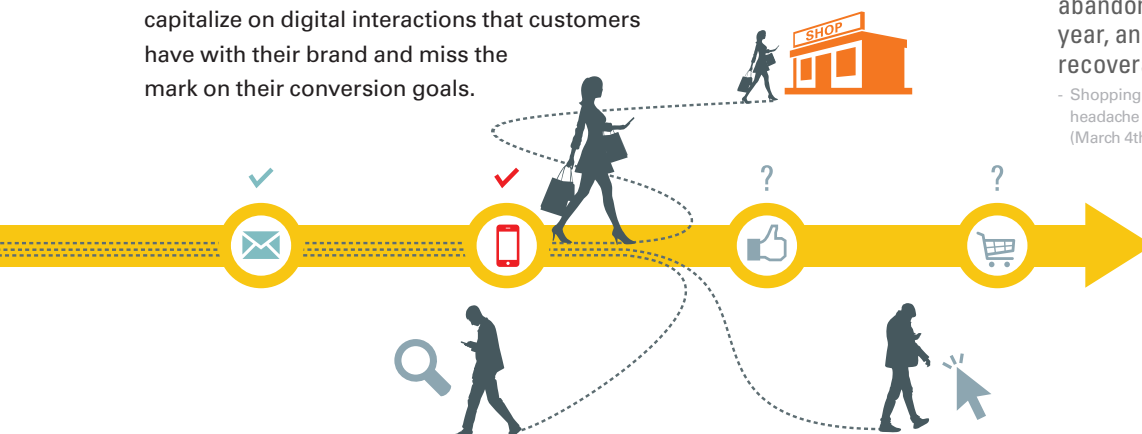 capitalize on digital interactions that customers
have with their brand and miss the
mark on their conversion goals.
SHOP
year, an
recover
- Shopping
headache
(March 4th
?
?